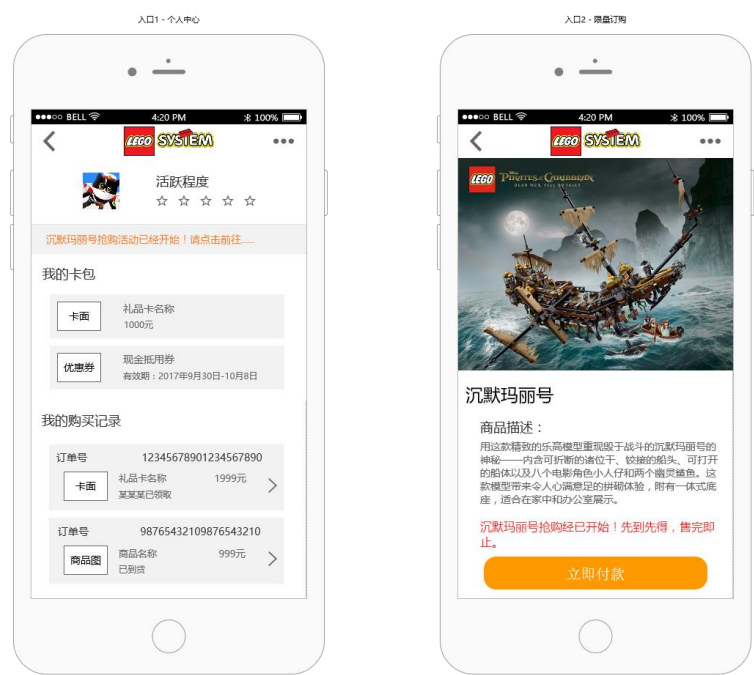 入口1 - 个人中心
●●●○○ BELL 4:20 PM 100%
LEGO SYSTEM
活跃程度
沉默玛丽号抢购活动已经开始！请点击前往......
我的卡包
卡面
礼品卡名称
1000元
优惠券
现金抵用券
有效期：2017年9月30日-10月8日
我的购买记录
订单号 12345678901234567890
卡面
礼品卡名称 1999元
某某某已领取
订单号 98765432109876543210
商品图
商品名称 999元
已到货
入口2 - 限量订购
●●●○○ BELL 4:20 PM 100%
LEGO SYSTEM
LEGO Disney PIRATES of the CARIBBEAN
DEAD MEN TELL NO TALES
沉默玛丽号
商品描述：
用这款精致的乐高模型重现毁于战斗的沉默玛丽号的
神秘——内含可折断的诸位干、铰接的船头、可打开
的船体以及八个电影角色小人仔和两个幽灵鲨鱼。这
款模型带来令人心满意足的拼砌体验，附有一体式底
座，适合在家中和办公室展示。
沉默玛丽号抢购经已开始！先到先得，售完即
止。
立即付款